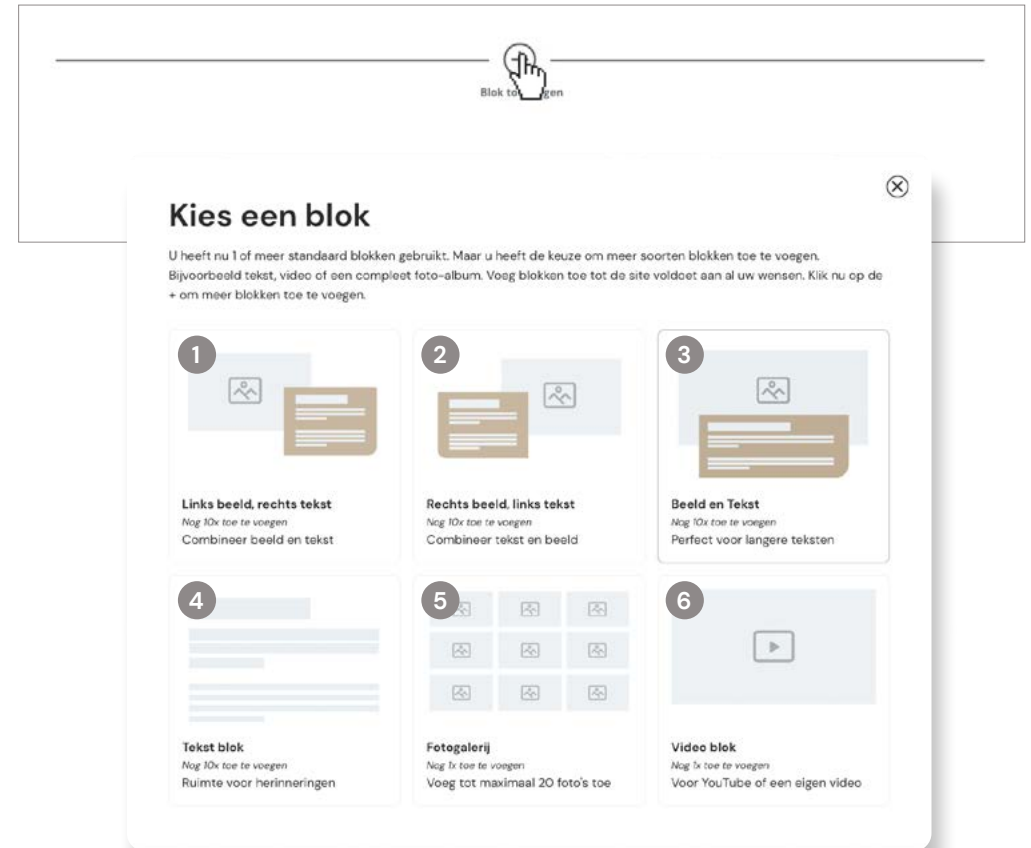 Blok to gen
Kies een blok
U heeft nu 1 of meer standaard blokken gebruikt. Maar u heeft de keuze om meer soorten blokken toe te voegen.
Bijvoorbeeld tekst, video of een compleet foto-album. Voeg blokken toe tot de site voldoet aan al uw wensen. Klik nu op de
+ om meer blokken toe te voegen.
1
2
3
Links beeld, rechts tekst
Nog 10x toe te voegen
Combineer beeld en tekst
Rechts beeld, links tekst
Nog 10x toe te voegen
Combineer tekst en beeld
Beeld en Tekst
Nog 10x toe te voegen
Perfect voor langere teksten
4
5
6
Tekst blok
Nog 10x toe te voegen
Ruimte voor herinneringen
Fotogalerij
Nog 1x toe te voegen
Voeg tot maximaal 20 foto's toe
Video blok
Nog 1x toe te voegen
Voor YouTube of een eigen video